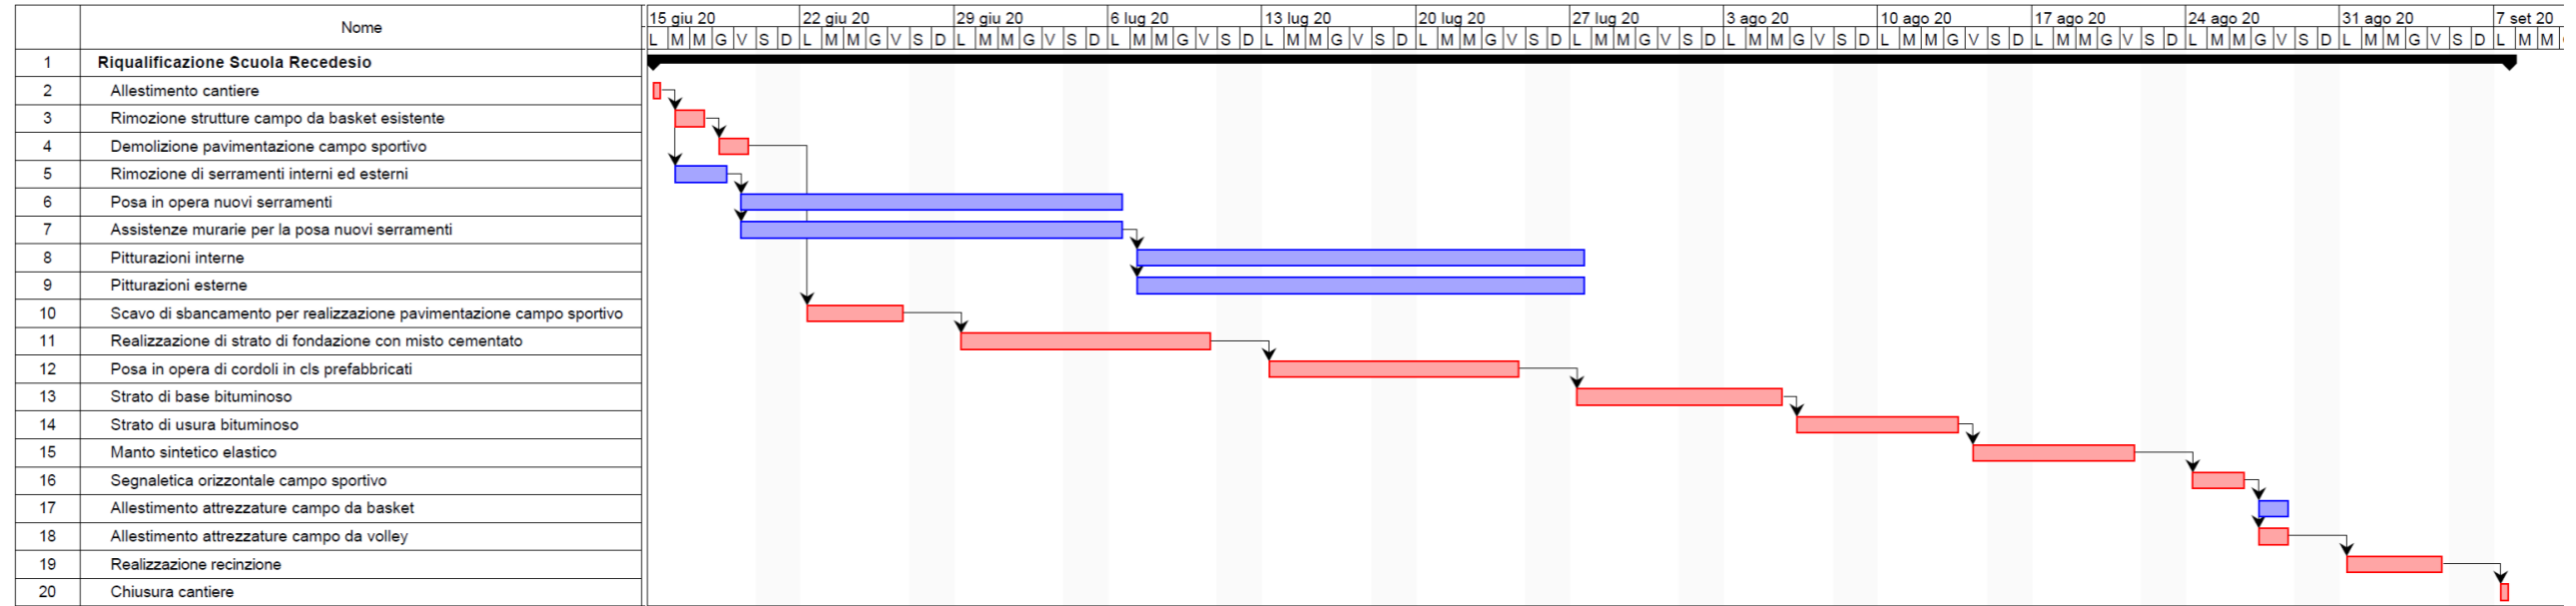 Nome
15 giu 20 22 giu 20 29 giu 20 6 lug 20 13 lug 20 20 lug 20 27 lug 20 3 ago 20 10 ago 20 17 ago 20 24 ago 20 31 ago 20 7 set 20
L M M G V S D L M M G V S D L M M G V S D L M M G V S D L M M G V S D L M M G V S D L M M G V S D L M M G V S D L M M G V S D L M M G V S D L M M G V S D L M M G V S D L M M
1 Riqualificazione Scuola Recedesio
2 Allestimento cantiere
3 Rimozione strutture campo da basket esistente
4 Demolizione pavimentazione campo sportivo
5 Rimozione di serramenti interni ed esterni
6 Posa in opera nuovi serramenti
7 Assistenze murarie per la posa nuovi serramenti
8 Pitturazioni interne
9 Pitturazioni esterne
10 Scavo di sbancamento per realizzazione pavimentazione campo sportivo
11 Realizzazione di strato di fondazione con misto cementato
12 Posa in opera di cordoli in cls prefabbricati
13 Strato di base bituminoso
14 Strato di usura bituminoso
15 Manto sintetico elastico
16 Segnaletica orizzontale campo sportivo
17 Allestimento attrezzature campo da basket
18 Allestimento attrezzature campo da volley
19 Realizzazione recinzione
20 Chiusura cantiere